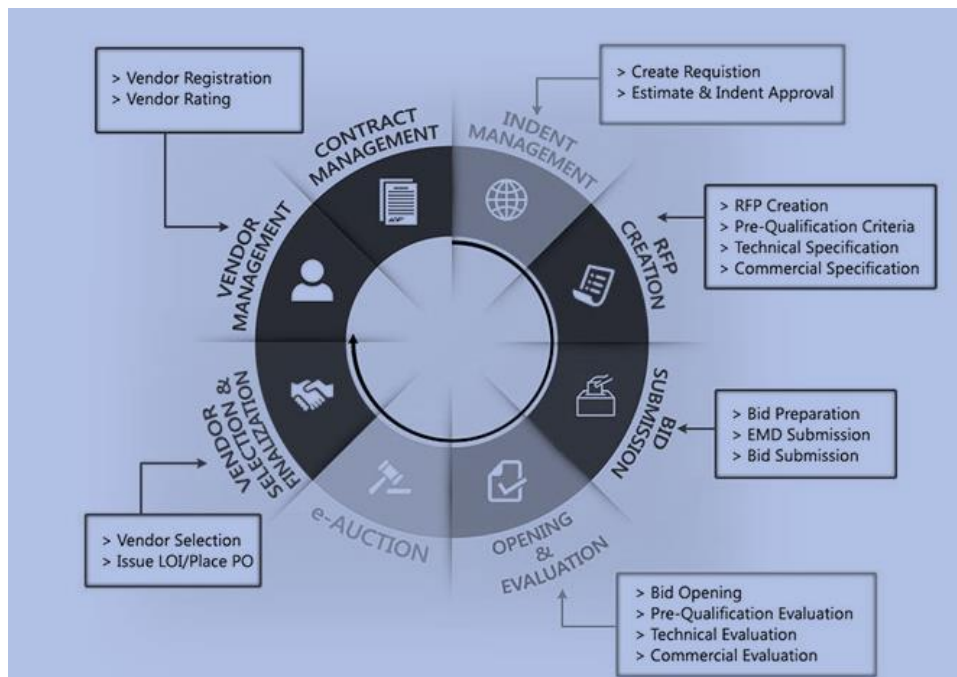 > Vendor Registration
> Vendor Rating
CONTRACT
MANAGEMENT
INDENT
MANAGEMENT
> Create Requistion
> Estimate & Indent Approval
RFP
CREATION
> RFP Creation
> Pre-Qualification Criteria
> Technical Specification
> Commercial Specification
BID
SUBMISSION
> Bid Preparation
> EMD Submission
> Bid Submission
OPENING
&
EVALUATION
> Bid Opening
> Pre-Qualification Evaluation
> Technical Evaluation
> Commercial Evaluation
e-AUCTION
VENDOR
SELECTION &
FINALIZATION
> Vendor Selection
> Issue LOI/Place PO
VENDOR
MANAGEMENT